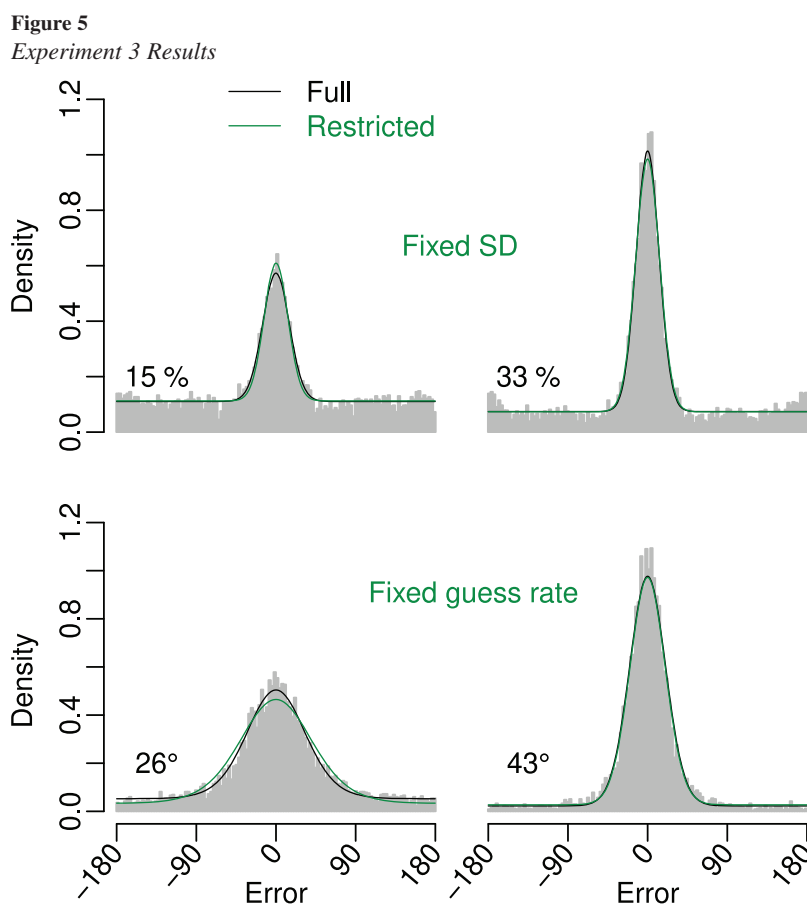 Figure 5
Experiment 3 Results
Full
Restricted
Density
0.0 0.4 0.8 1.2
Fixed SD
15 %
33 %
Density
0.0 0.4 0.8 1.2
Fixed guess rate
26°
43°
−180 −90 0 90 180
−180 −90 0 90 180
Error
Error